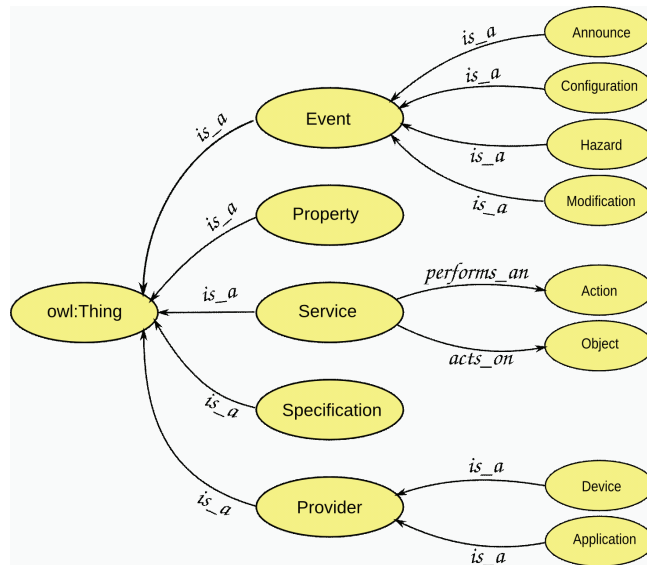 Announce
is_a
is_a
Configuration
Event
is_a
is_a
Hazard
is_a
Modification
is_a
Property
performs_an
Action
owl:Thing
is_a
Service
acts_on
Object
is_a
Specification
is_a
Device
is_a
Provider
Application
is_a